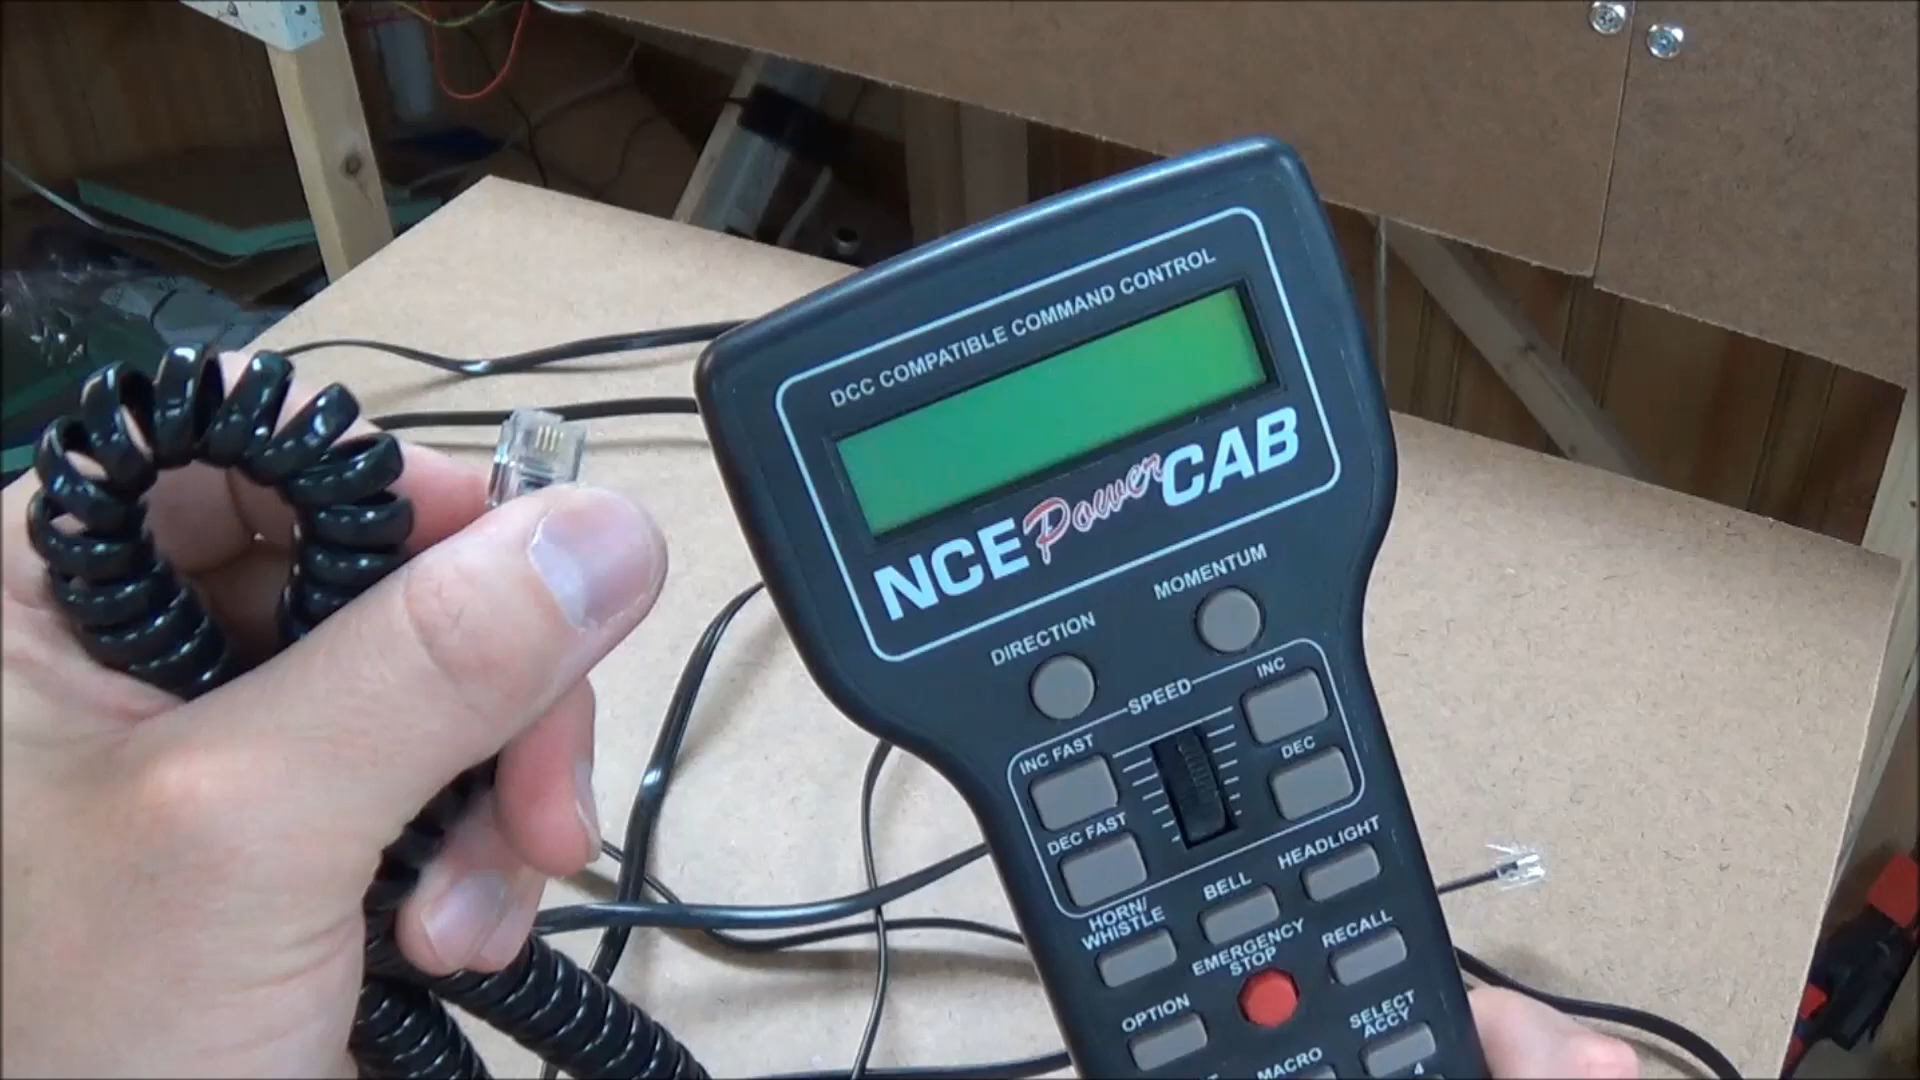 DCC COMPATIBLE COMMAND CONTROL
NCE Power CAB
DIRECTION
MOMENTUM
SPEED
INC
INC FAST
DEC
DEC FAST
HEADLIGHT
BELL
HORN/
WHISTLE
EMERGENCY
STOP
RECALL
OPTION
SELECT
ACCY
MACRO
4